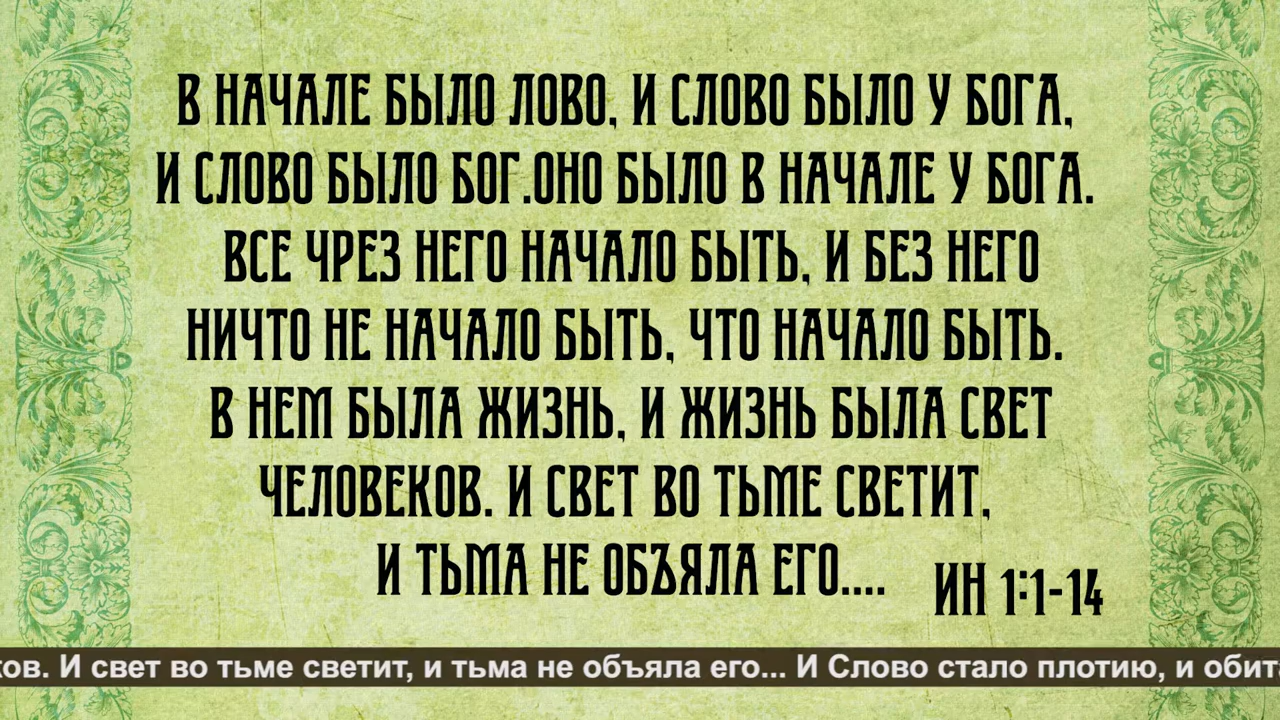 В НАЧАЛЕ БЫЛО ЛОВО, И СЛОВО БЫЛО У БОГА,
И СЛОВО БЫЛО БОГ.ОНО БЫЛО В НАЧАЛЕ У БОГА.
ВСЕ ЧРЕЗ НЕГО НАЧАЛО БЫТЬ, И БЕЗ НЕГО
НИЧТО НЕ НАЧАЛО БЫТЬ, ЧТО НАЧАЛО БЫТЬ.
В НЕМ БЫЛА ЖИЗНЬ, И ЖИЗНЬ БЫЛА СВЕТ
ЧЕЛОВЕКОВ. И СВЕТ ВО ТЬМЕ СВЕТИТ,
И ТЬМА НЕ ОБЪЯЛА ЕГО....
ИН 1:1-14
ков. И свет во тьме светит, и тьма не объяла его... И Слово стало плотию, и обита